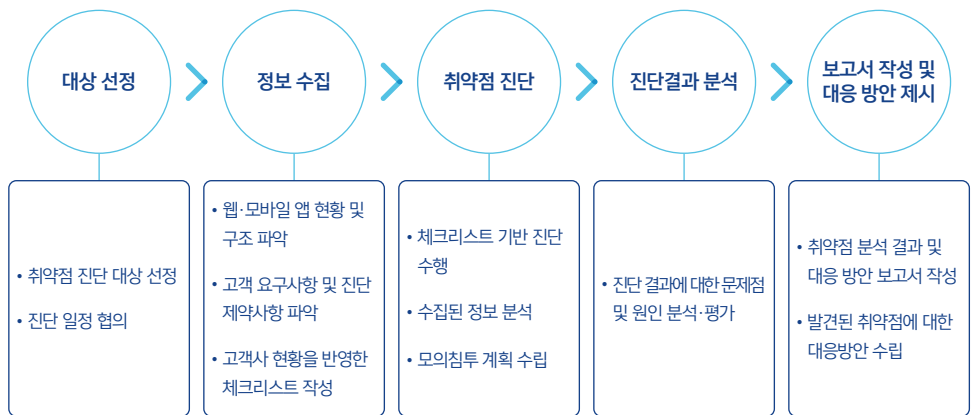 대상 선정
정보 수집
취약점 진단
진단결과 분석
보고서 작성 및
대응 방안 제시
• 취약점 진단 대상 선정
• 진단 일정 협의
• 웹·모바일 앱 현황 및
구조 파악
• 고객 요구사항 및 진단
제약사항 파악
• 고객사 현황을 반영한
체크리스트 작성
• 체크리스트 기반 진단
수행
• 수집된 정보 분석
• 모의침투 계획 수립
• 진단 결과에 대한 문제점
및 원인 분석·평가
• 취약점 분석 결과 및
대응 방안 보고서 작성
• 발견된 취약점에 대한
대응방안 수립